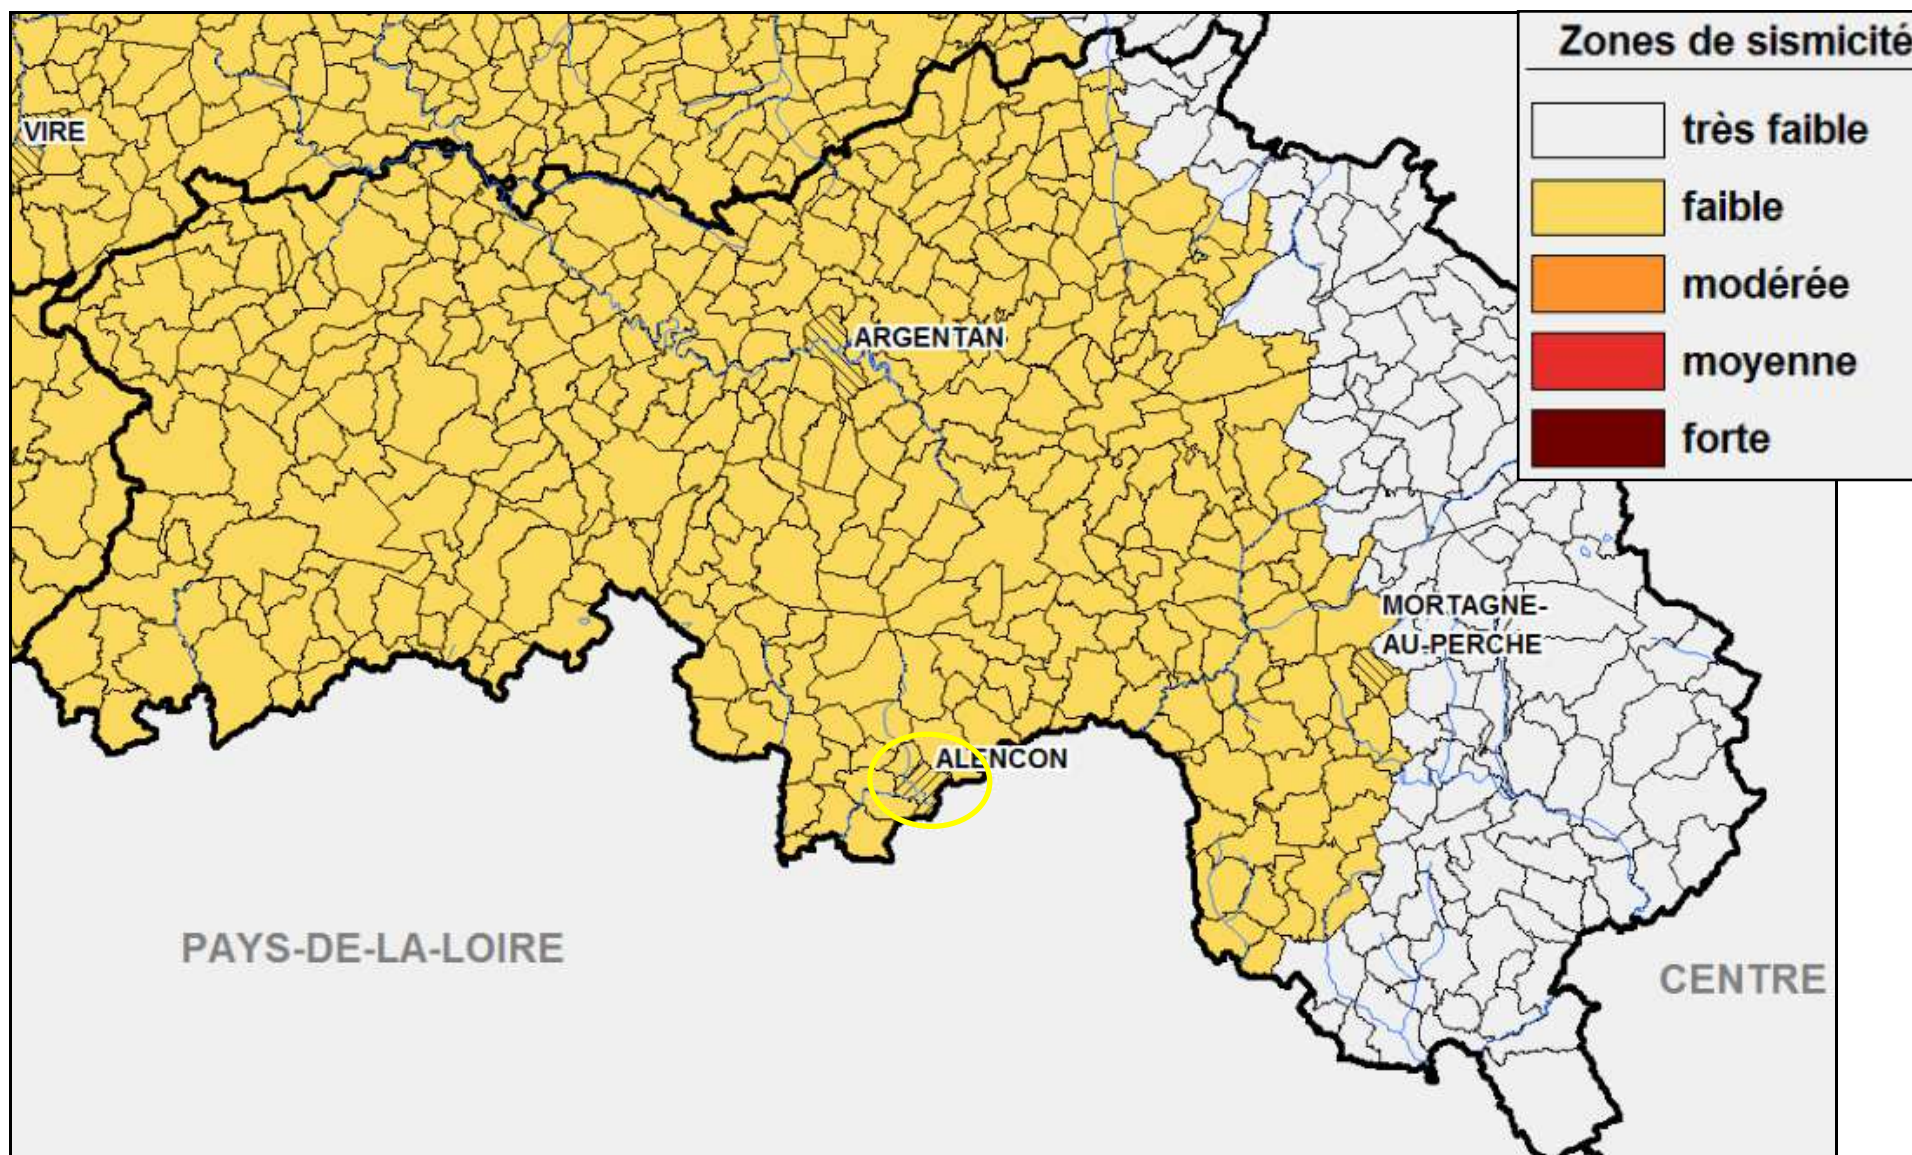 Zones de sismicité
très faible
faible
modérée
moyenne
forte
VIRE
ARGENTAN
MORTAGNE-
AU-PERCHE
ALENCON
PAYS-DE-LA-LOIRE
CENTRE